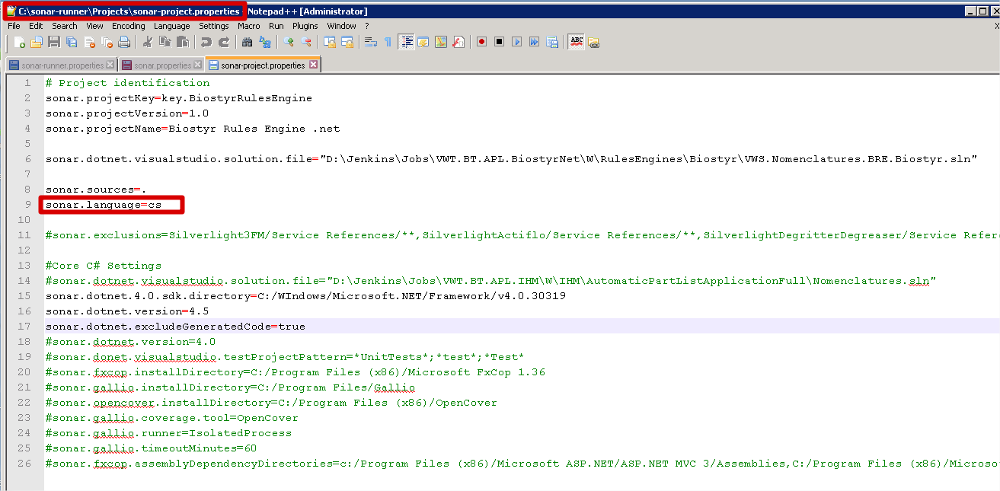 C:\sonar-runner\Projects\sonar-project.properties - Notepad++ [Administrator]
File Edit Search View Encoding Language Settings Macro Run Plugins Window ?
X
sonar-runner.properties sonar.properties sonar-project.properties
1 # Project identification
2 sonar.projectKey=key.BiostyrRulesEngine
3 sonar.projectVersion=1.0
4 sonar.projectName=Biostyr Rules Engine .net
5
6 sonar.dotnet.visualstudio.solution.file="D:\Jenkins\Jobs\VWT.BT.APL.BiostyrNet\W\RulesEngines\Biostyr\VWS.Nomenclatures.BRE.Biostyr.sln"
7
8 sonar.sources=.
9 sonar.language=cs
10
11 #sonar.exclusions=Silverlight3FM/Service References/**,SilverlightActiflo/Service References/**,SilverlightDegritterDegreaser/Service Refer
12
13 #Core C# Settings
14 #sonar.dotnet.visualstudio.solution.file="D:\Jenkins\Jobs\VWT.BT.APL.IHM\W\IHM\AutomaticPartListApplicationFull\Nomenclatures.sln"
15 sonar.dotnet.4.0.sdk.directory=C:/WIndows/Microsoft.NET/Framework/v4.0.30319
16 sonar.dotnet.version=4.5
17 sonar.dotnet.excludeGeneratedCode=true
18 #sonar.dotnet.version=4.0
19 #sonar.donet.visualstudio.testProjectPattern=*UnitTests*;*test*;*Test*
20 #sonar.fxcop.installDirectory=C:/Program Files (x86)/Microsoft FxCop 1.36
21 #sonar.gallio.installDirectory=C:/Program Files/Gallio
22 #sonar.opencover.installDirectory=C:/Program Files (x86)/OpenCover
23 #sonar.gallio.coverage.tool=OpenCover
24 #sonar.gallio.runner=IsolatedProcess
25 #sonar.gallio.timeoutMinutes=60
26 #sonar.fxcop.assemblyDependencyDirectories=c:/Program Files (x86)/Microsoft ASP.NET/ASP.NET MVC 3/Assemblies,C:/Program Files (x86)/Microso